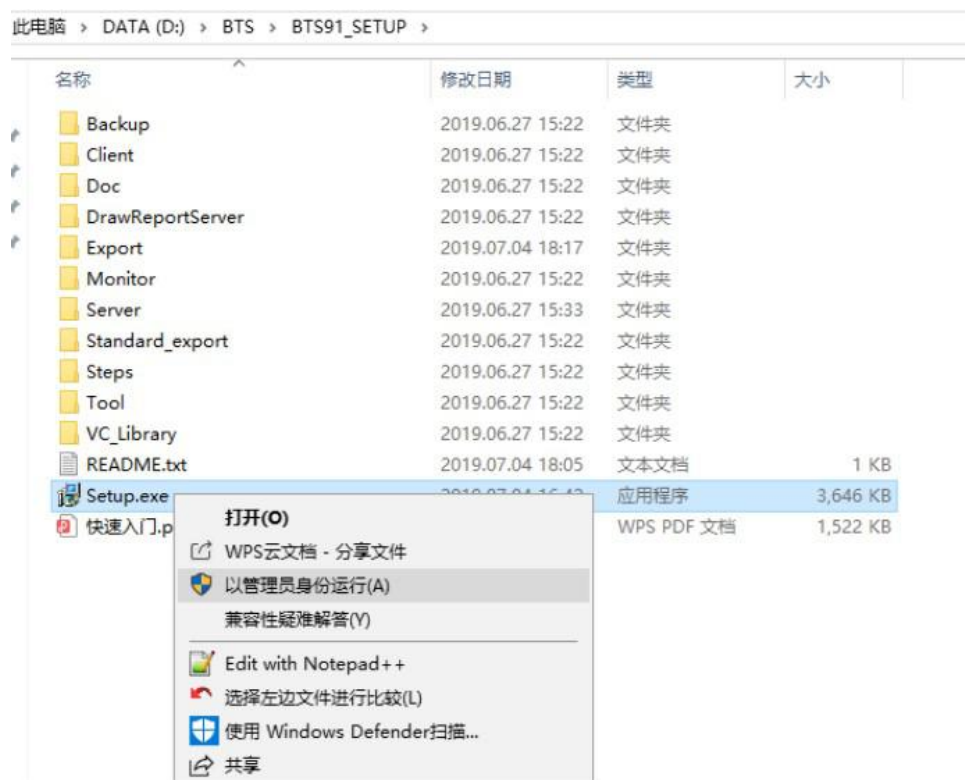 此电脑 > DATA (D:) > BTS > BTS91_SETUP >
名称 修改日期 类型 大小
Backup 2019.06.27 15:22 文件夹
Client 2019.06.27 15:22 文件夹
Doc 2019.06.27 15:22 文件夹
DrawReportServer 2019.06.27 15:22 文件夹
Export 2019.07.04 18:17 文件夹
Monitor 2019.06.27 15:22 文件夹
Server 2019.06.27 15:33 文件夹
Standard_export 2019.06.27 15:22 文件夹
Steps 2019.06.27 15:22 文件夹
Tool 2019.06.27 15:22 文件夹
VC_Library 2019.06.27 15:22 文件夹
README.txt 2019.07.04 18:05 文本文档 1 KB
Setup.exe 应用程序 3,646 KB
快速入门.p WPS PDF 文档 1,522 KB
打开(O)
WPS云文档 - 分享文件
以管理员身份运行(A)
兼容性疑难解答(Y)
Edit with Notepad++
选择左边文件进行比较(L)
使用 Windows Defender扫描...
共享